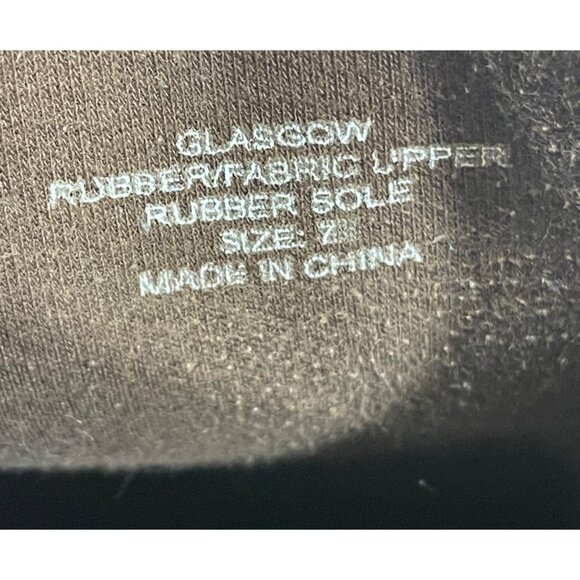 GLASGOW
RUBBER/FABRIC UPPER
RUBBER SOLE
SIZE:
MADE IN CHINA